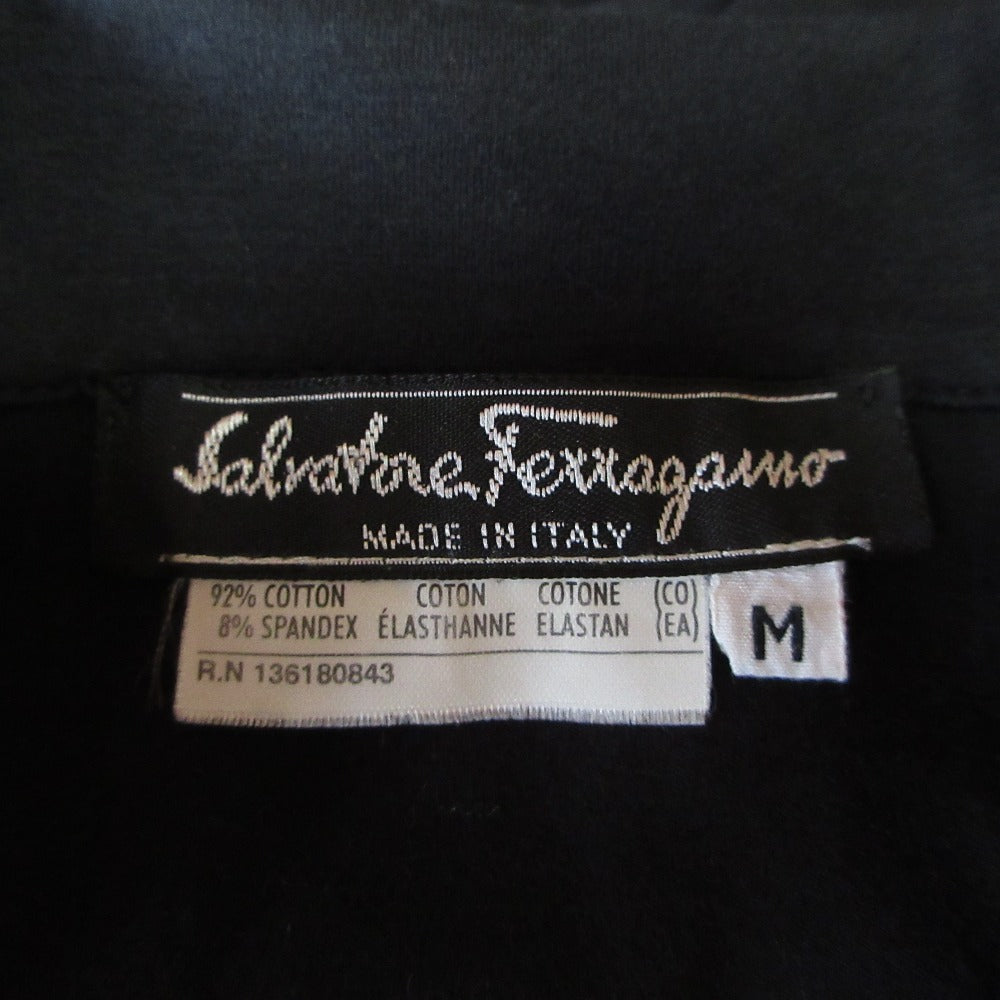 Salvatore Ferragamo
MADE IN ITALY
92% COTTON COTON COTONE (CO)
8% SPANDEX ÉLASTHANNE ELASTAN (EA)
R.N 136180843
M